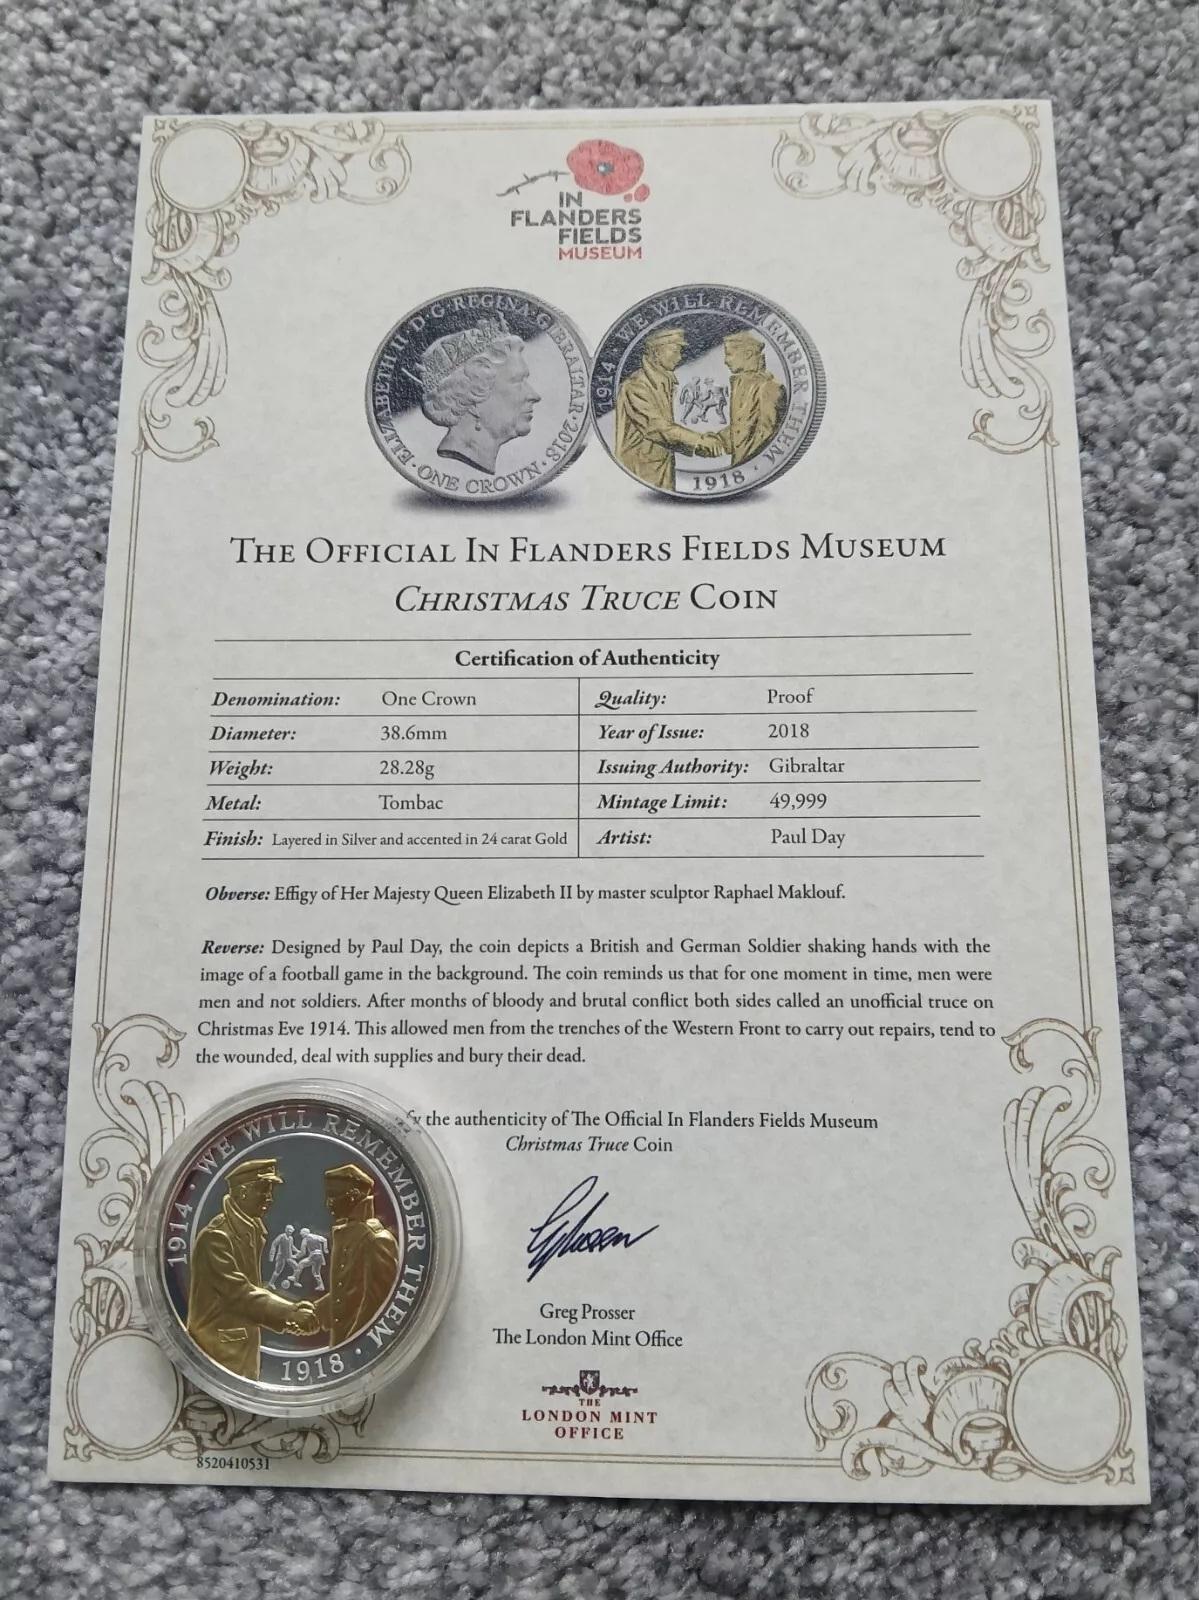 IN
FLANDERS
FIELDS
MUSEUM
ELIZABETH II · D · G · REGINA · GIBRALTAR · 2018 · ONE CROWN ·
1914 · WE WILL REMEMBER THEM ·
1918
THE OFFICIAL IN FLANDERS FIELDS MUSEUM
CHRISTMAS TRUCE COIN
Certification of Authenticity
Denomination: One Crown Quality: Proof
Diameter: 38.6mm Year of Issue: 2018
Weight: 28.28g Issuing Authority: Gibraltar
Metal: Tombac Mintage Limit: 49,999
Finish: Layered in Silver and accented in 24 carat Gold Artist: Paul Day
Obverse: Effigy of Her Majesty Queen Elizabeth II by master sculptor Raphael Maklouf.
Reverse: Designed by Paul Day, the coin depicts a British and German Soldier shaking hands with the
image of a football game in the background. The coin reminds us that for one moment in time, men were
men and not soldiers. After months of bloody and brutal conflict both sides called an unofficial truce on
Christmas Eve 1914. This allowed men from the trenches of the Western Front to carry out repairs, tend to
the wounded, deal with supplies and bury their dead.
the authenticity of The Official In Flanders Fields Museum
Christmas Truce Coin
1914 · WE WILL REMEMBER THEM ·
1918
Greg Prosser
The London Mint Office
THE
LONDON MINT
OFFICE
8520410531